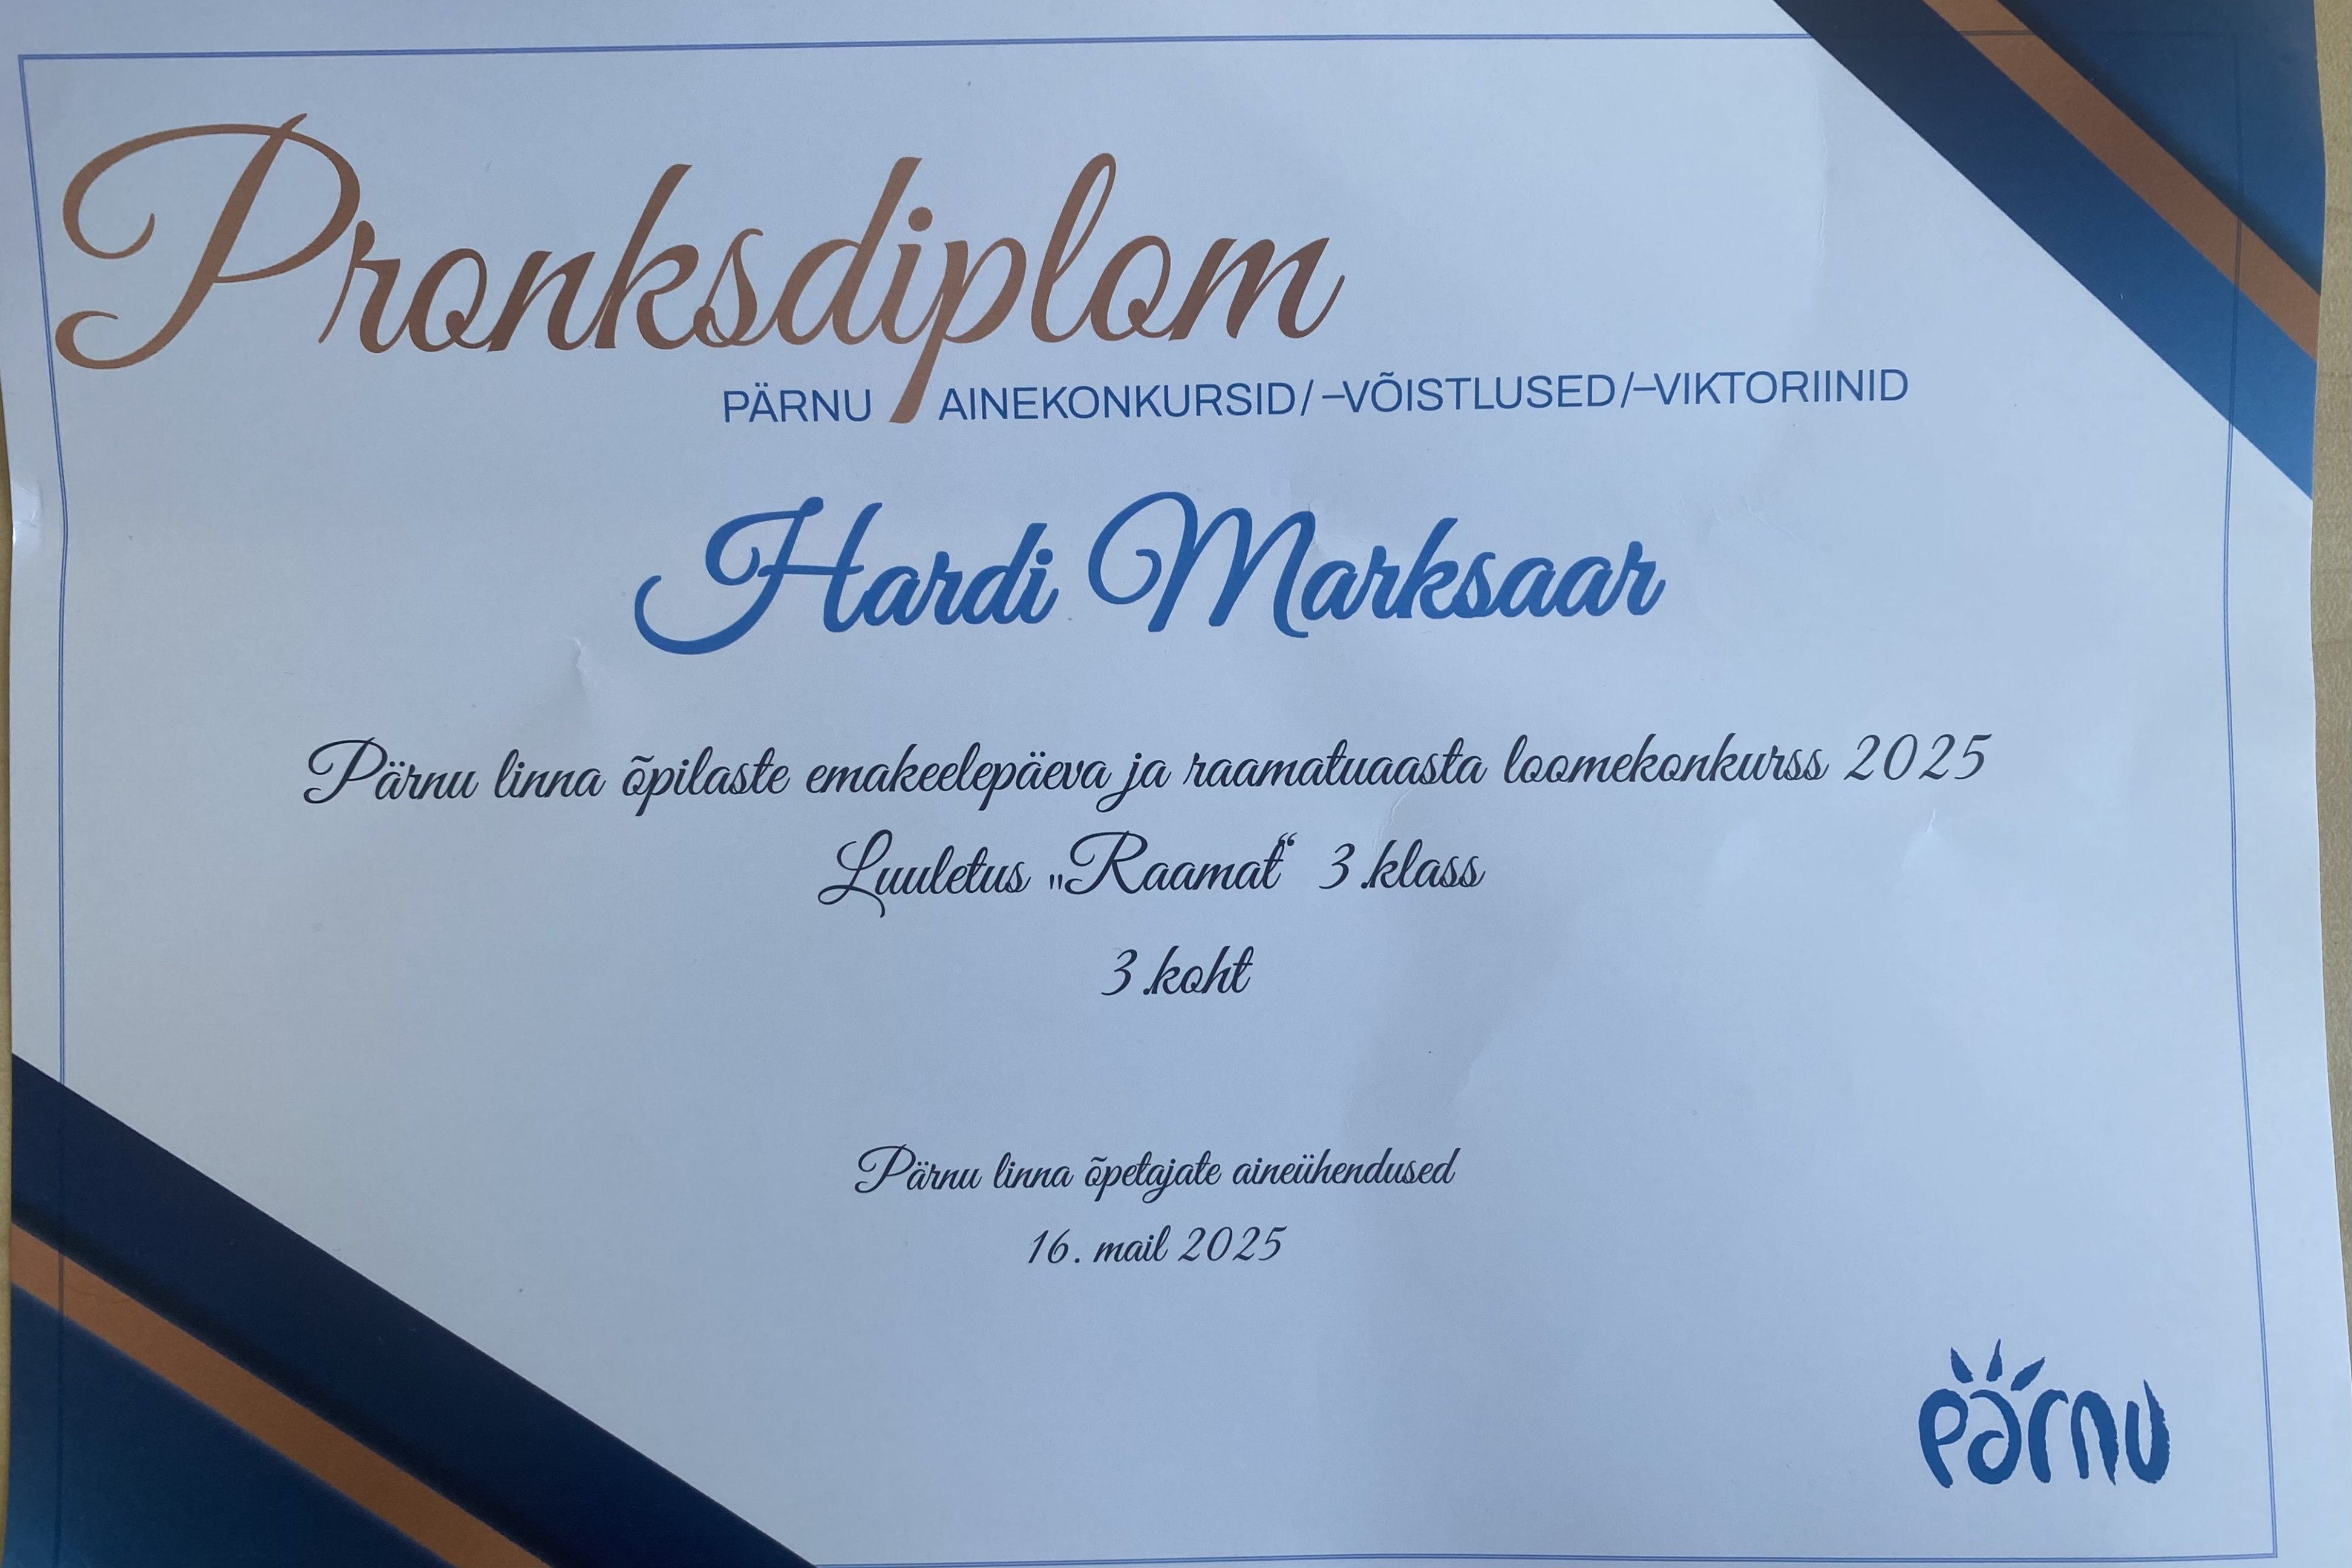 Pronksdiplom
PÄRNU AINEKONKURSID/-VÕISTLUSED/-VIKTORIINID
Hardi Marksaar
Pärnu linna õpilaste emakeelepäeva ja raamatuaasta loomekonkurss 2025
Luuletus „Raamat“ 3.klass
3.koht
Pärnu linna õpetajate aineühendused
16. mail 2025
pärnu